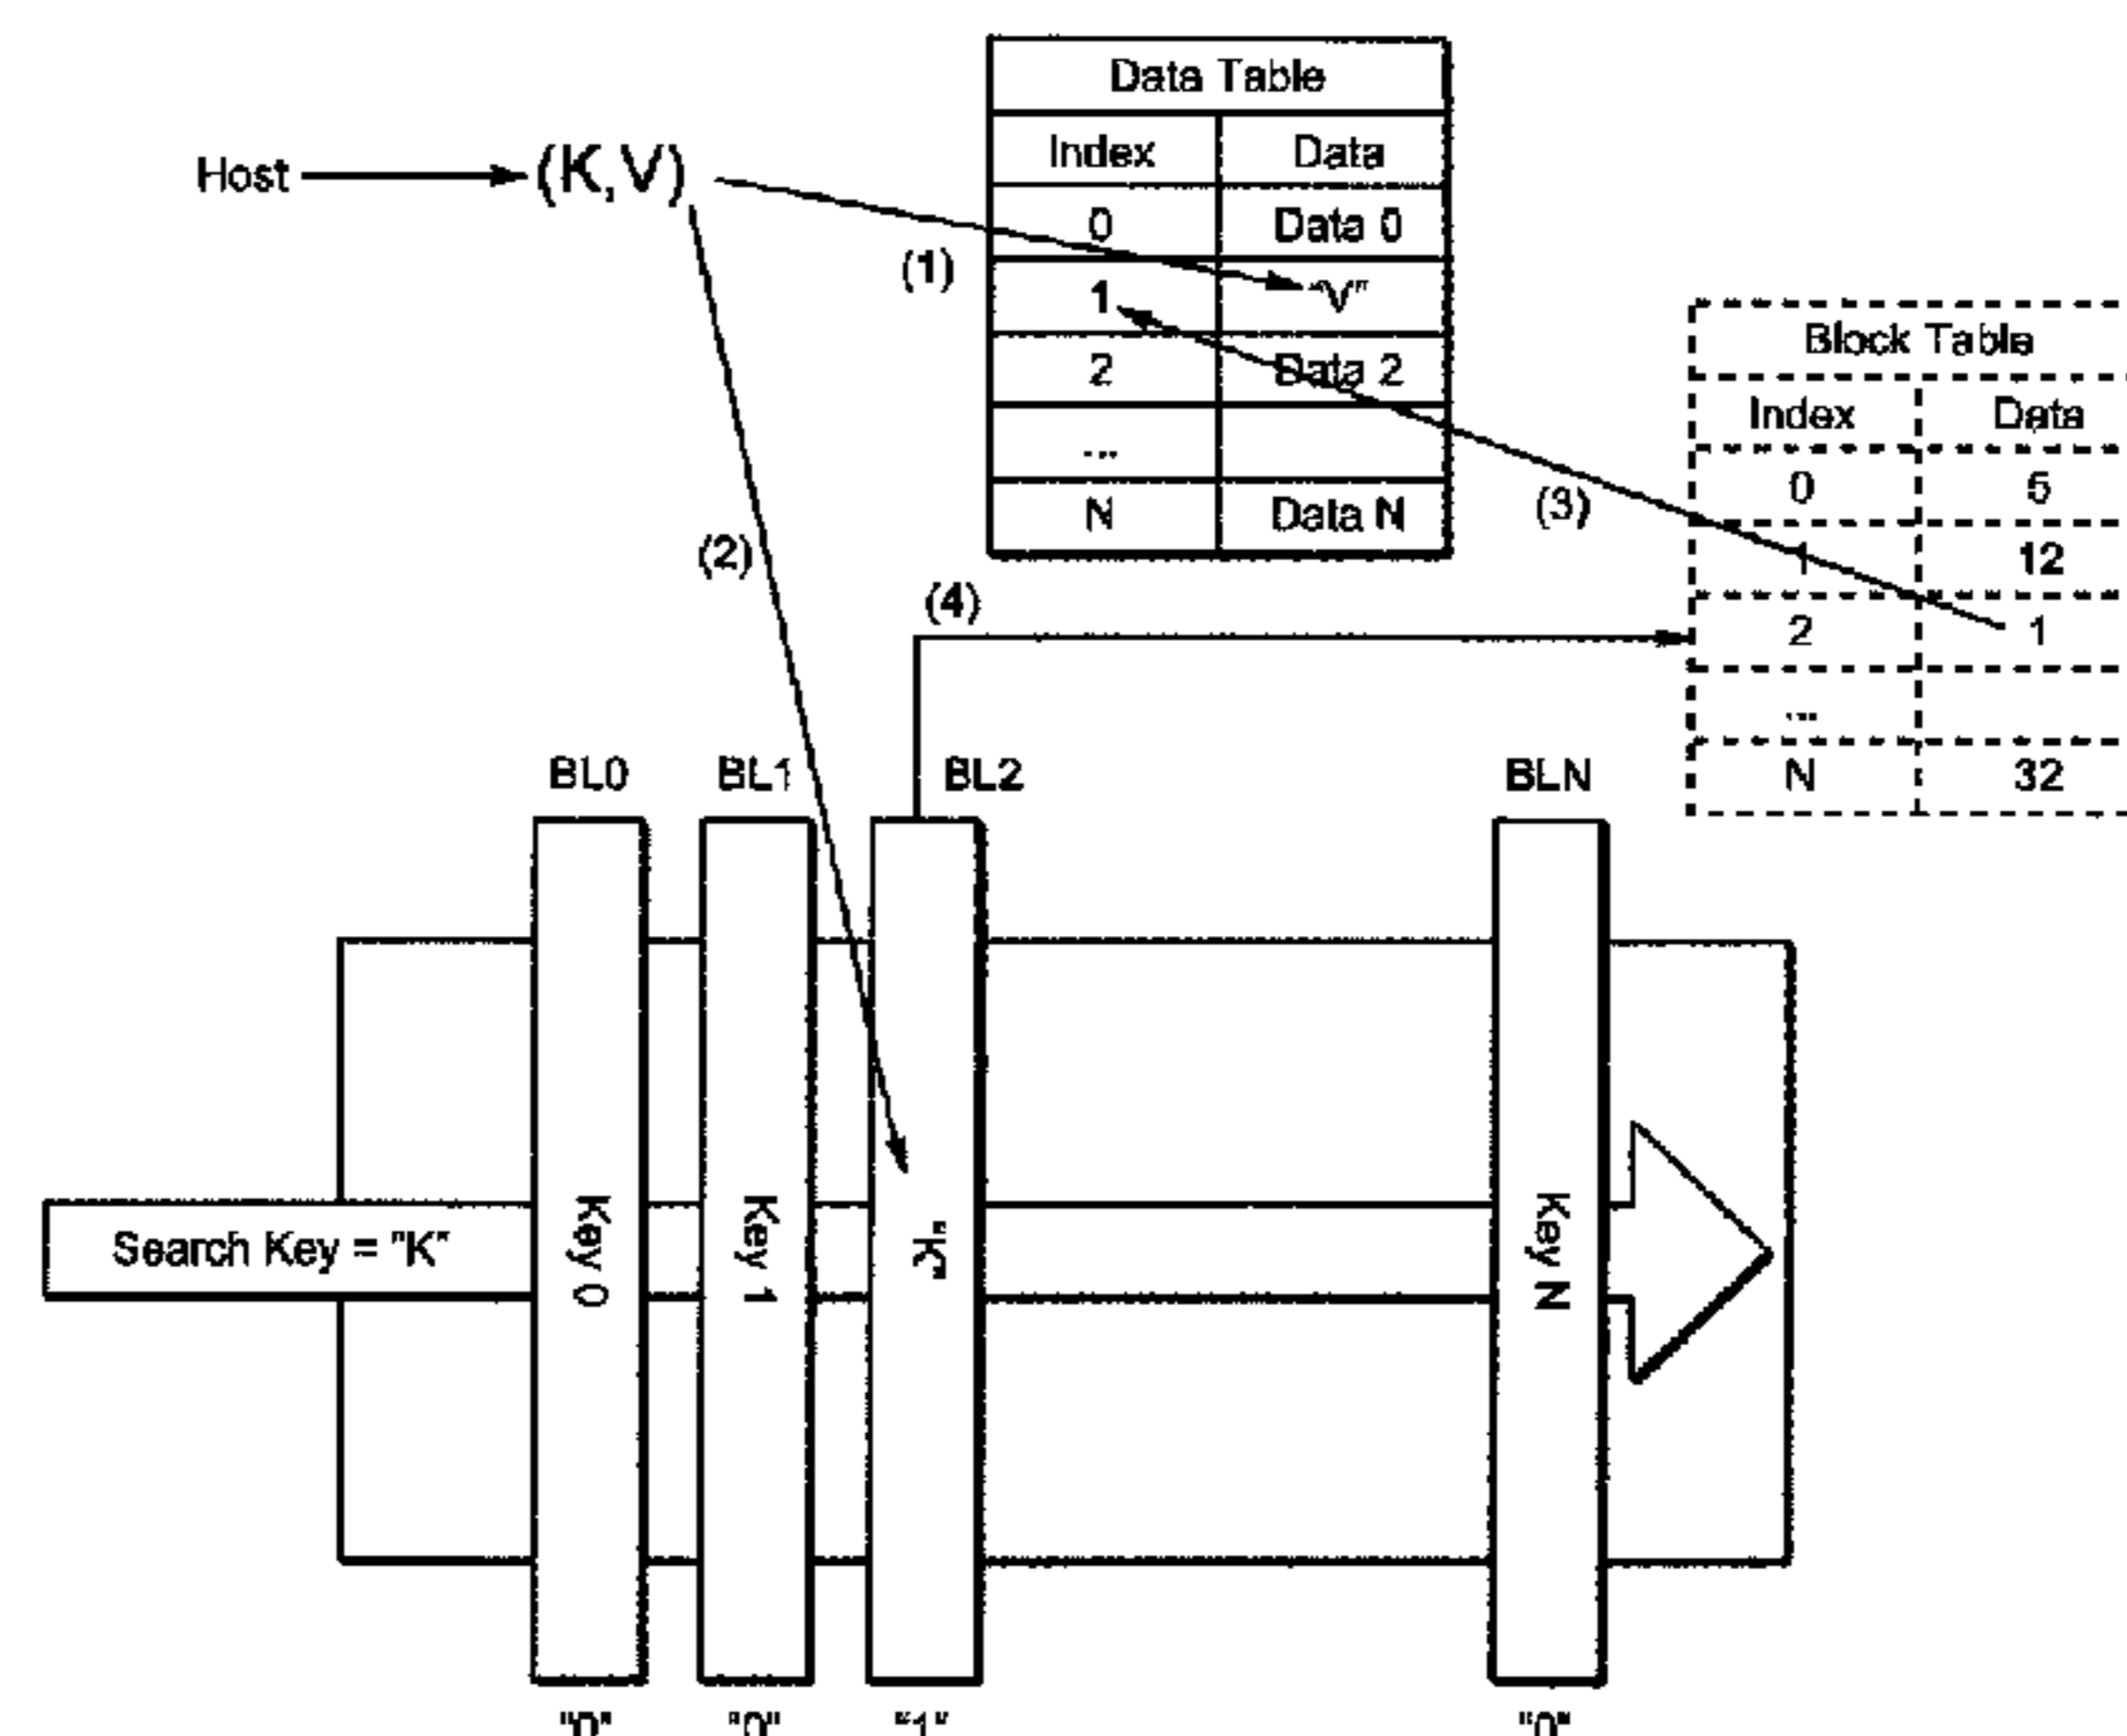 Data Table
Index Data
0 Data 0
1 "V"
2 Data 2
...
N Data N
Host (K,V)
(1)
(2)
(3)
(4)
Block Table
Index Data
0 5
1 12
2 1
...
N 32
BL0 BL1 BL2 BLN
Search Key = "K"
Key 0
Key 1
"K"
Key N
"0" "0" "1" "0"